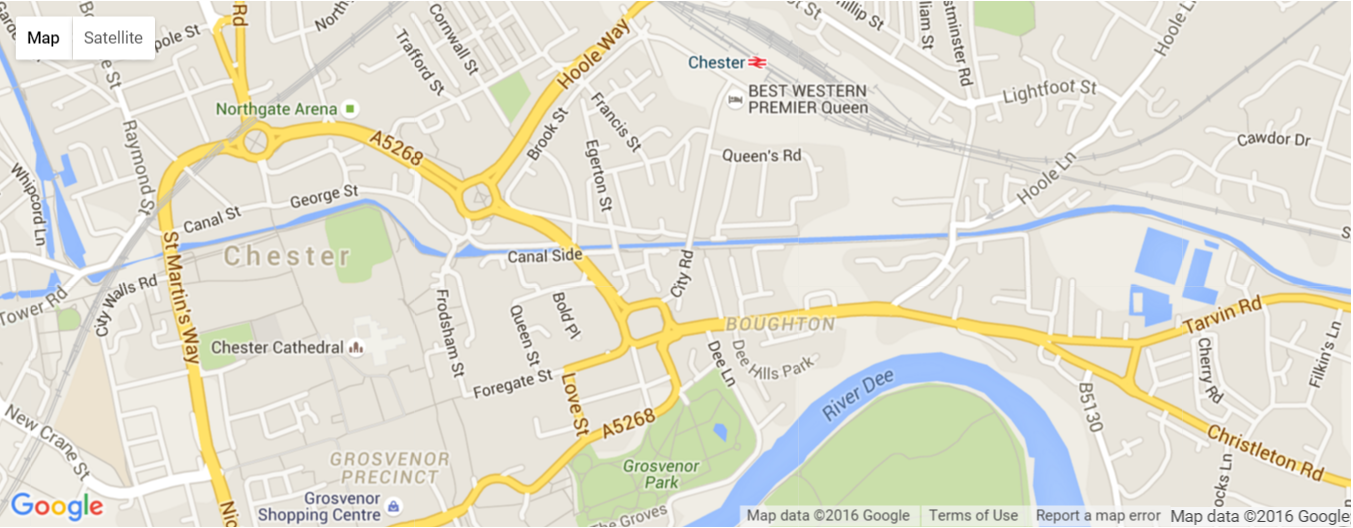 Map
Satellite
Rd
Cornwall St
Trafford St
Hoole Way
Chester
BEST WESTERN
PREMIER Queen
Lightfoot St
Hoole Ln
Cawdor Dr
Northgate Arena
A5268
Brook St
Francis St
Egerton St
Queen's Rd
Hoole Ln
Raymond St
Whipcord Ln
Canal St
George St
Chester
St Martin's Way
Canal Side
City Rd
Tower Rd
City Walls Rd
Frodsham St
Queen St
Bold Pl
BOUGHTON
Tarvin Rd
Chester Cathedral
Foregate St
Love St
Dee Ln
Dee Hills Park
Cherry Rd
Filkin's Ln
River Dee
B5130
New Crane St
A5268
Christleton Rd
GROSVENOR
PRECINCT
Grosvenor
Park
Grosvenor
Shopping Centre
The Groves
Google
Map data ©2016 Google
Terms of Use
Report a map error
Map data ©2016 Google